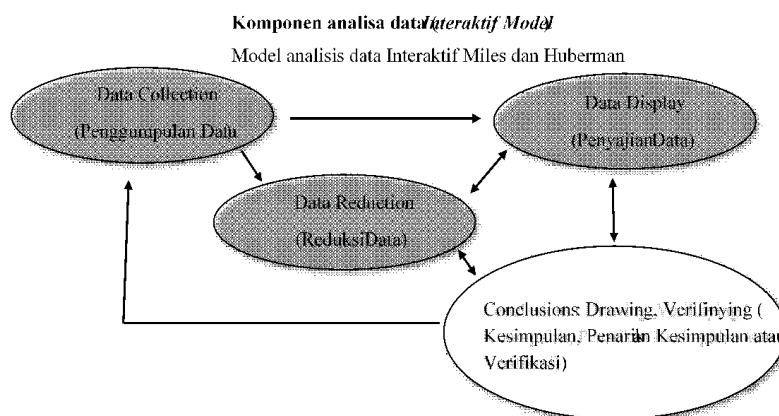 Komponen analisa data (Interaktif Model)
Model analisis data Interaktif Miles dan Huberman
Data Collection
(Penggumpulan Data
Data Display
(PenyajianData)
Data Reduction
(ReduksiData)
Conclusions: Drawing, Verifinying (
Kesimpulan, Penarikan Kesimpulan atau
Verifikasi)